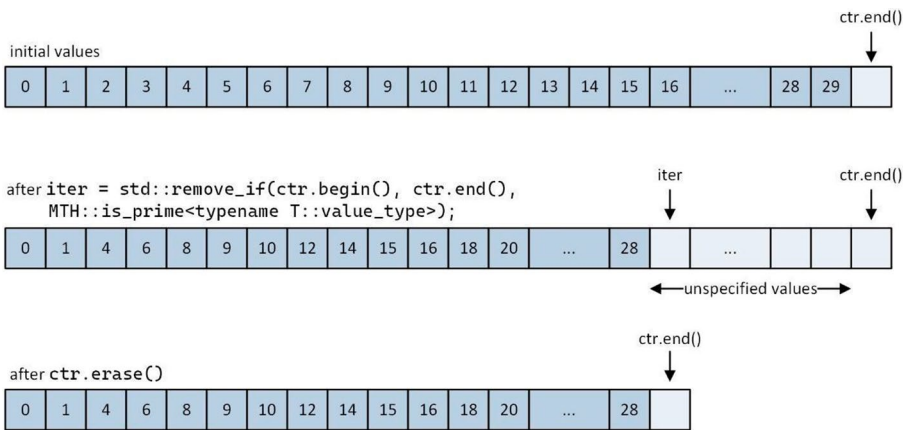 ctr.end()
initial values
0 1 2 3 4 5 6 7 8 9 10 11 12 13 14 15 16 ... 28 29
after iter = std::remove_if(ctr.begin(), ctr.end(), iter ctr.end()
MTH::is_prime<typename T::value_type>);
0 1 4 6 8 9 10 12 14 15 16 18 20 ... 28 ...
unspecified values
ctr.end()
after ctr.erase()
0 1 4 6 8 9 10 12 14 15 16 18 20 ... 28